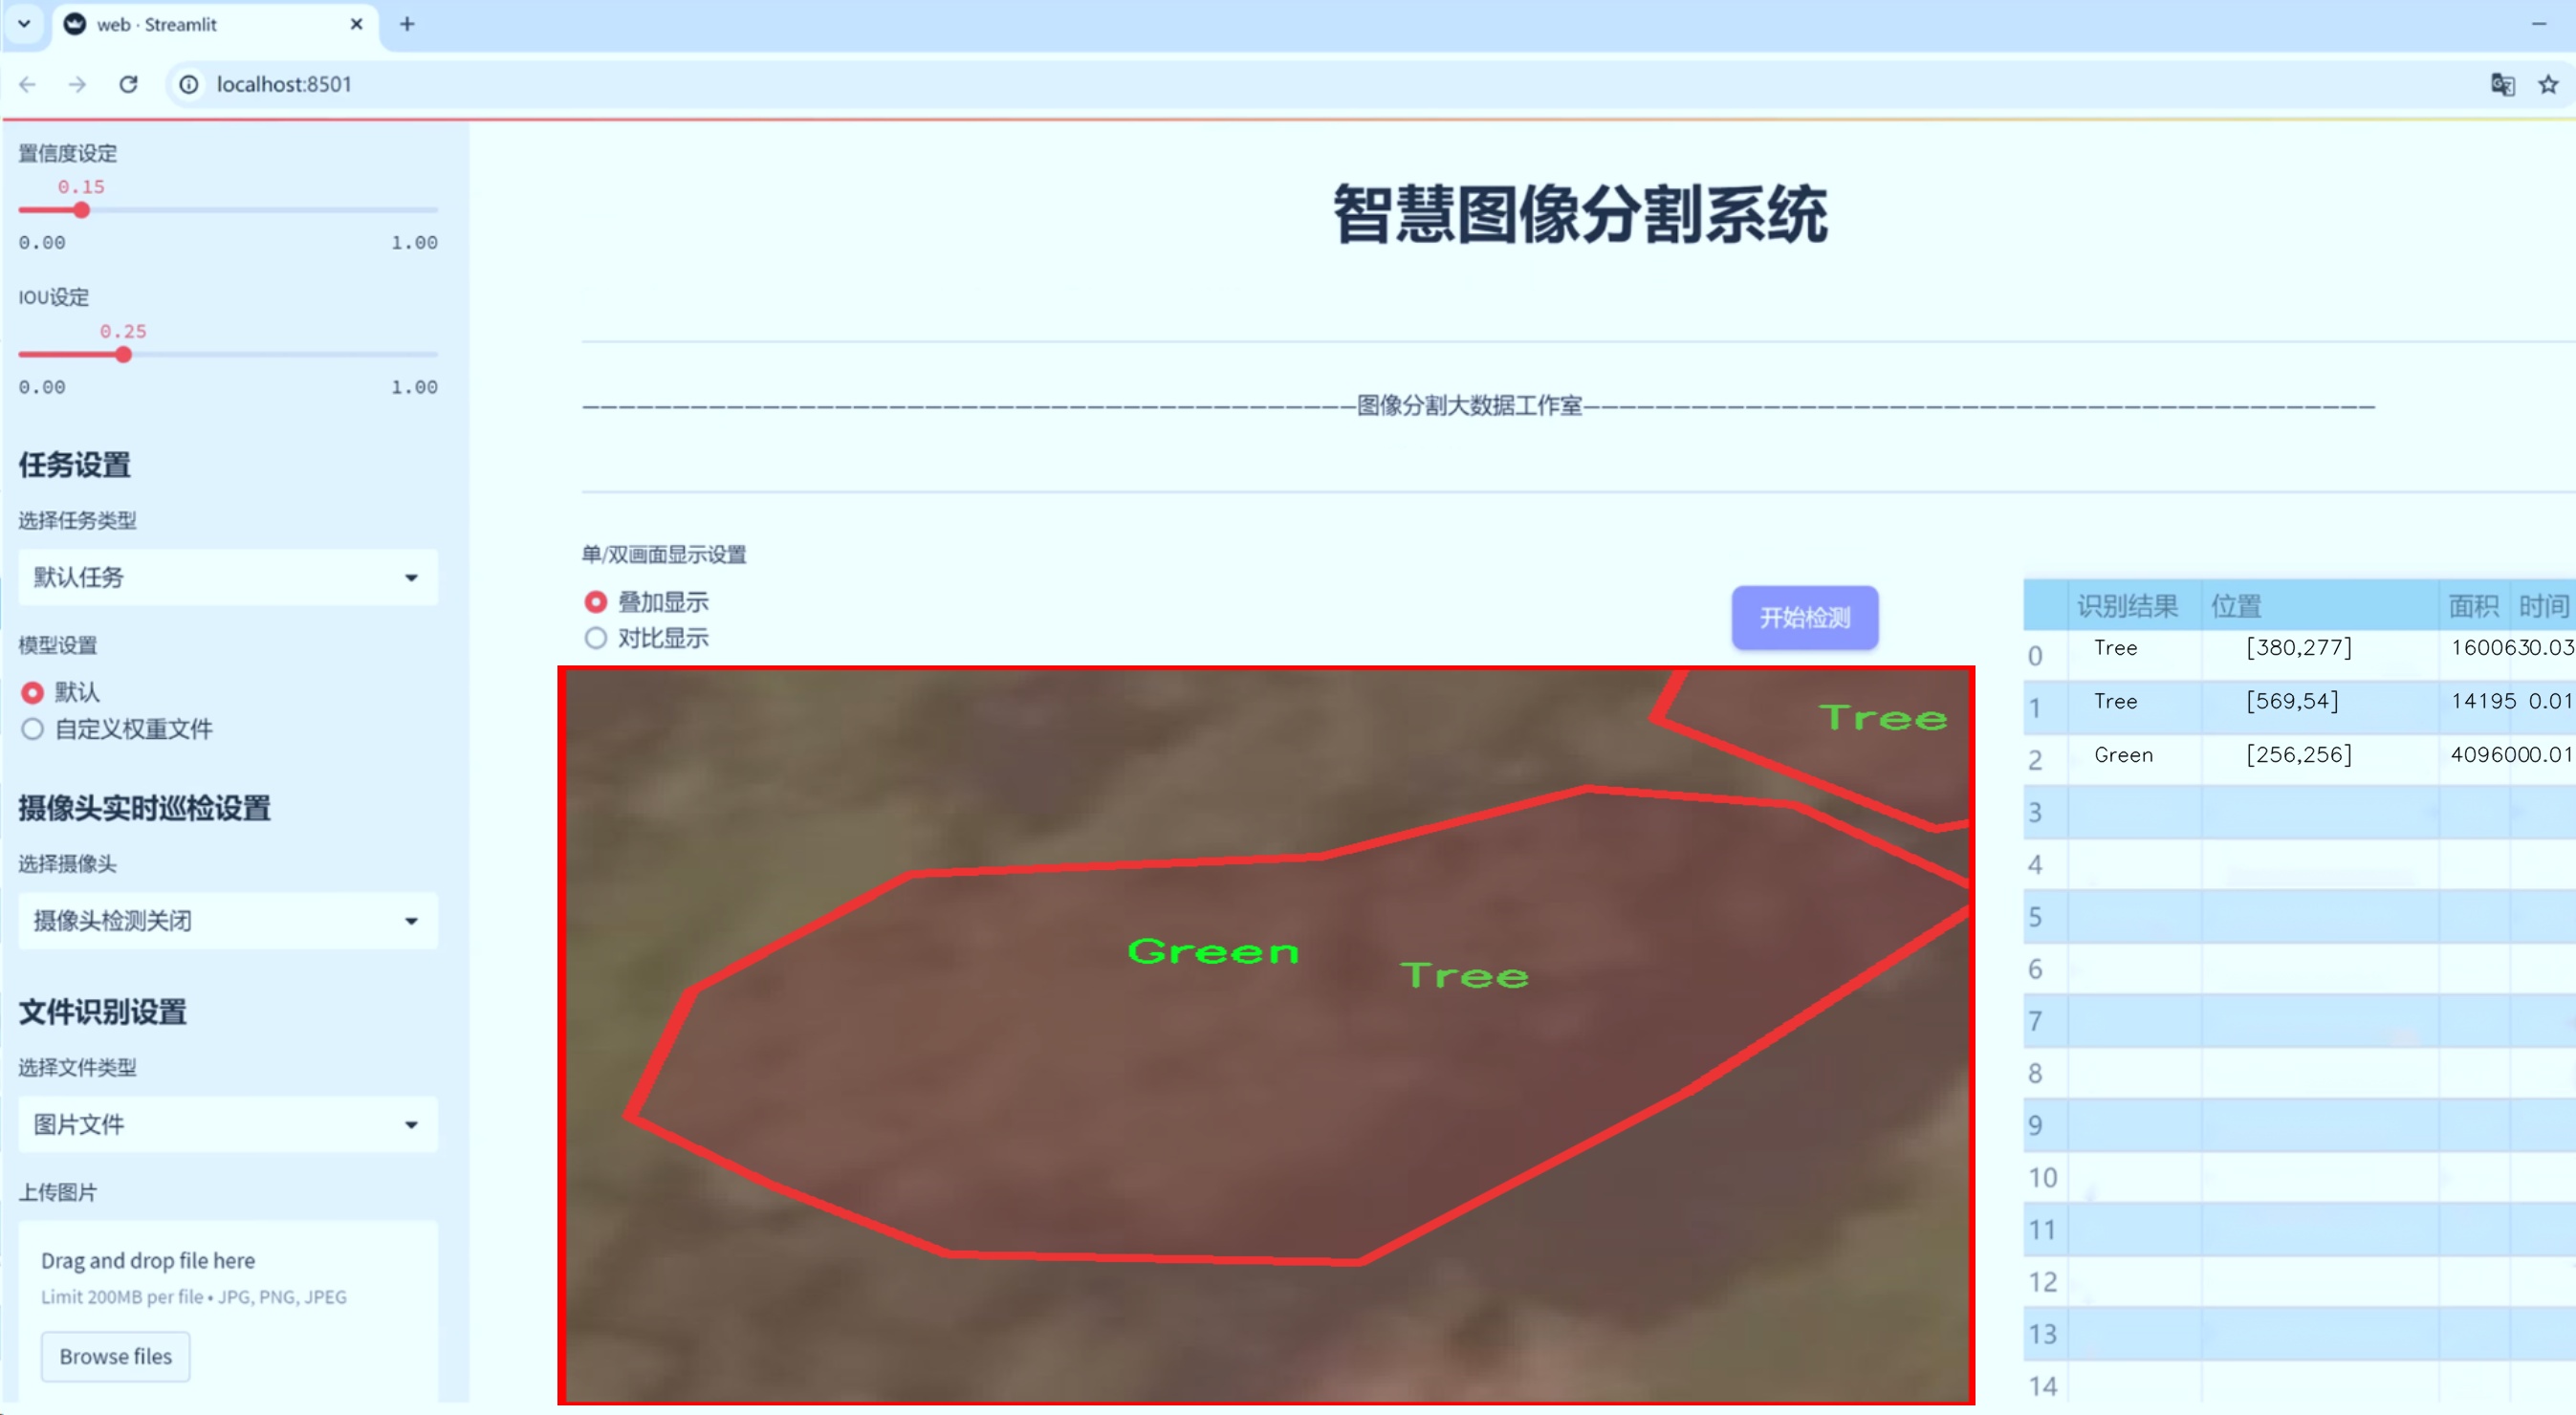 web · Streamlit
localhost:8501
置信度设定
0.15
0.00 1.00
IOU设定
0.25
0.00 1.00
任务设置
选择任务类型
默认任务
模型设置
默认
自定义权重文件
摄像头实时巡检设置
选择摄像头
摄像头检测关闭
文件识别设置
选择文件类型
图片文件
上传图片
Drag and drop file here
Limit 200MB per file • JPG, PNG, JPEG
Browse files
智慧图像分割系统
———————————————————————————————————————————图像分割大数据工作室————————————————————————————————————————————
单/双画面显示设置
叠加显示
对比显示
开始检测
Tree
Green
Tree
识别结果 位置 面积 时间
0 Tree [380,277] 1600630.03
1 Tree [569,54] 14195 0.01
2 Green [256,256] 4096000.01
3
4
5
6
7
8
9
10
11
12
13
14